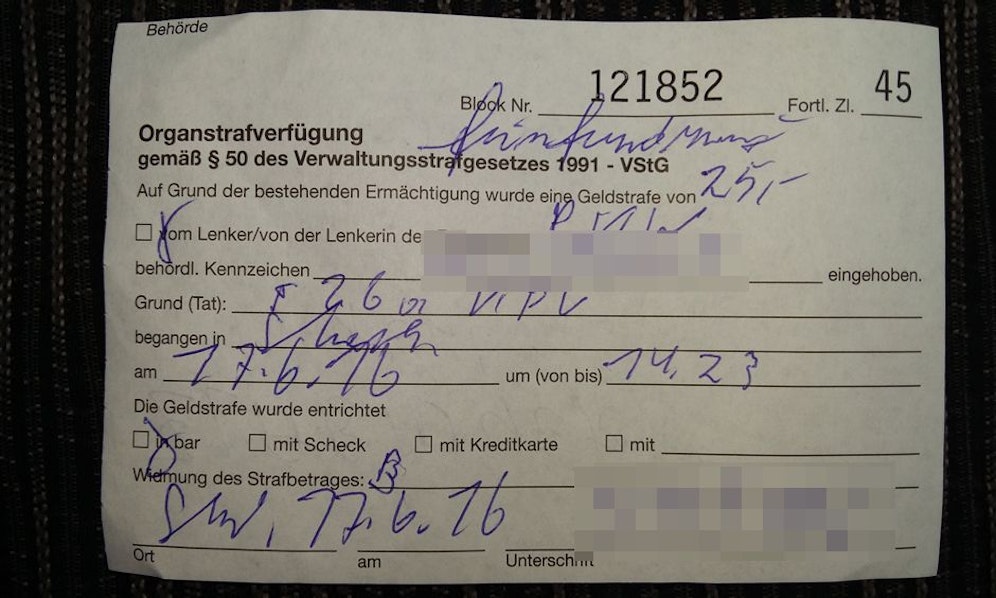 Behörde
Block Nr. 121852 Fortl. Zl. 45
Organstrafverfügung
gemäß § 50 des Verwaltungsstrafgesetzes 1991 - VStG
Auf Grund der bestehenden Ermächtigung wurde eine Geldstrafe von 25,-
vom Lenker/von der Lenkerin de
behördl. Kennzeichen eingehoben.
Grund (Tat):
begangen in
am 17.6.16 um (von bis) 14.23
Die Geldstrafe wurde entrichtet
in bar mit Scheck mit Kreditkarte mit
Widmung des Strafbetrages: B
17.6.16
Ort am Unterschrift